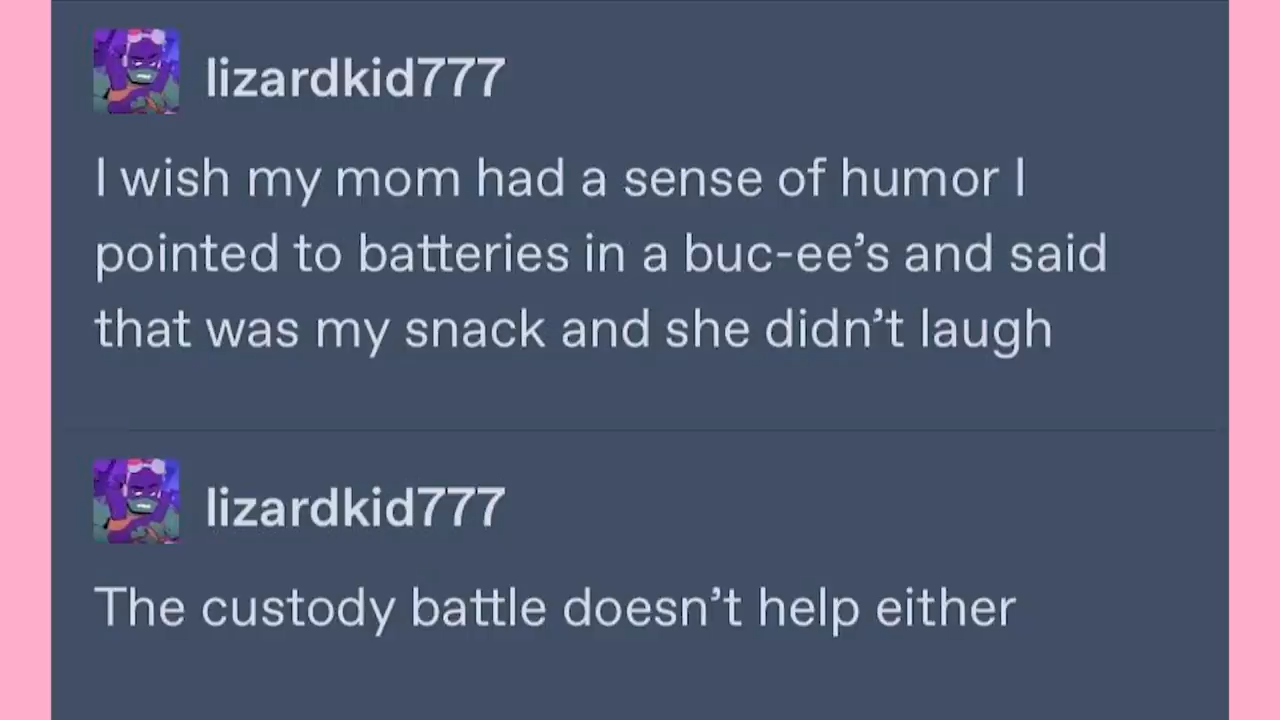 lizardkid777
I wish my mom had a sense of humor I
pointed to batteries in a buc-ee’s and said
that was my snack and she didn’t laugh
lizardkid777
The custody battle doesn’t help either